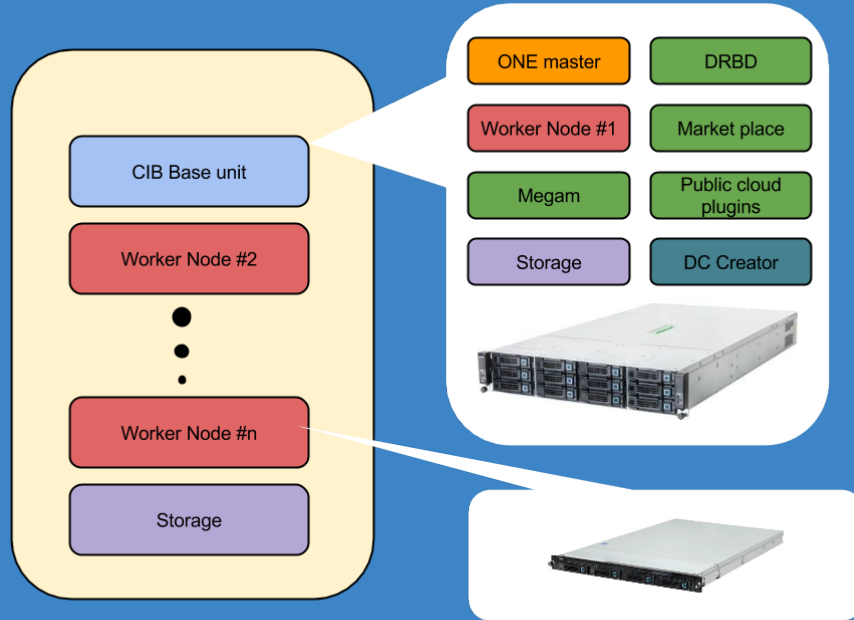 CIB Base unit
Worker Node #2
Worker Node #n
Storage
ONE master
DRBD
Worker Node #1
Market place
Megam
Public cloud
plugins
Storage
DC Creator